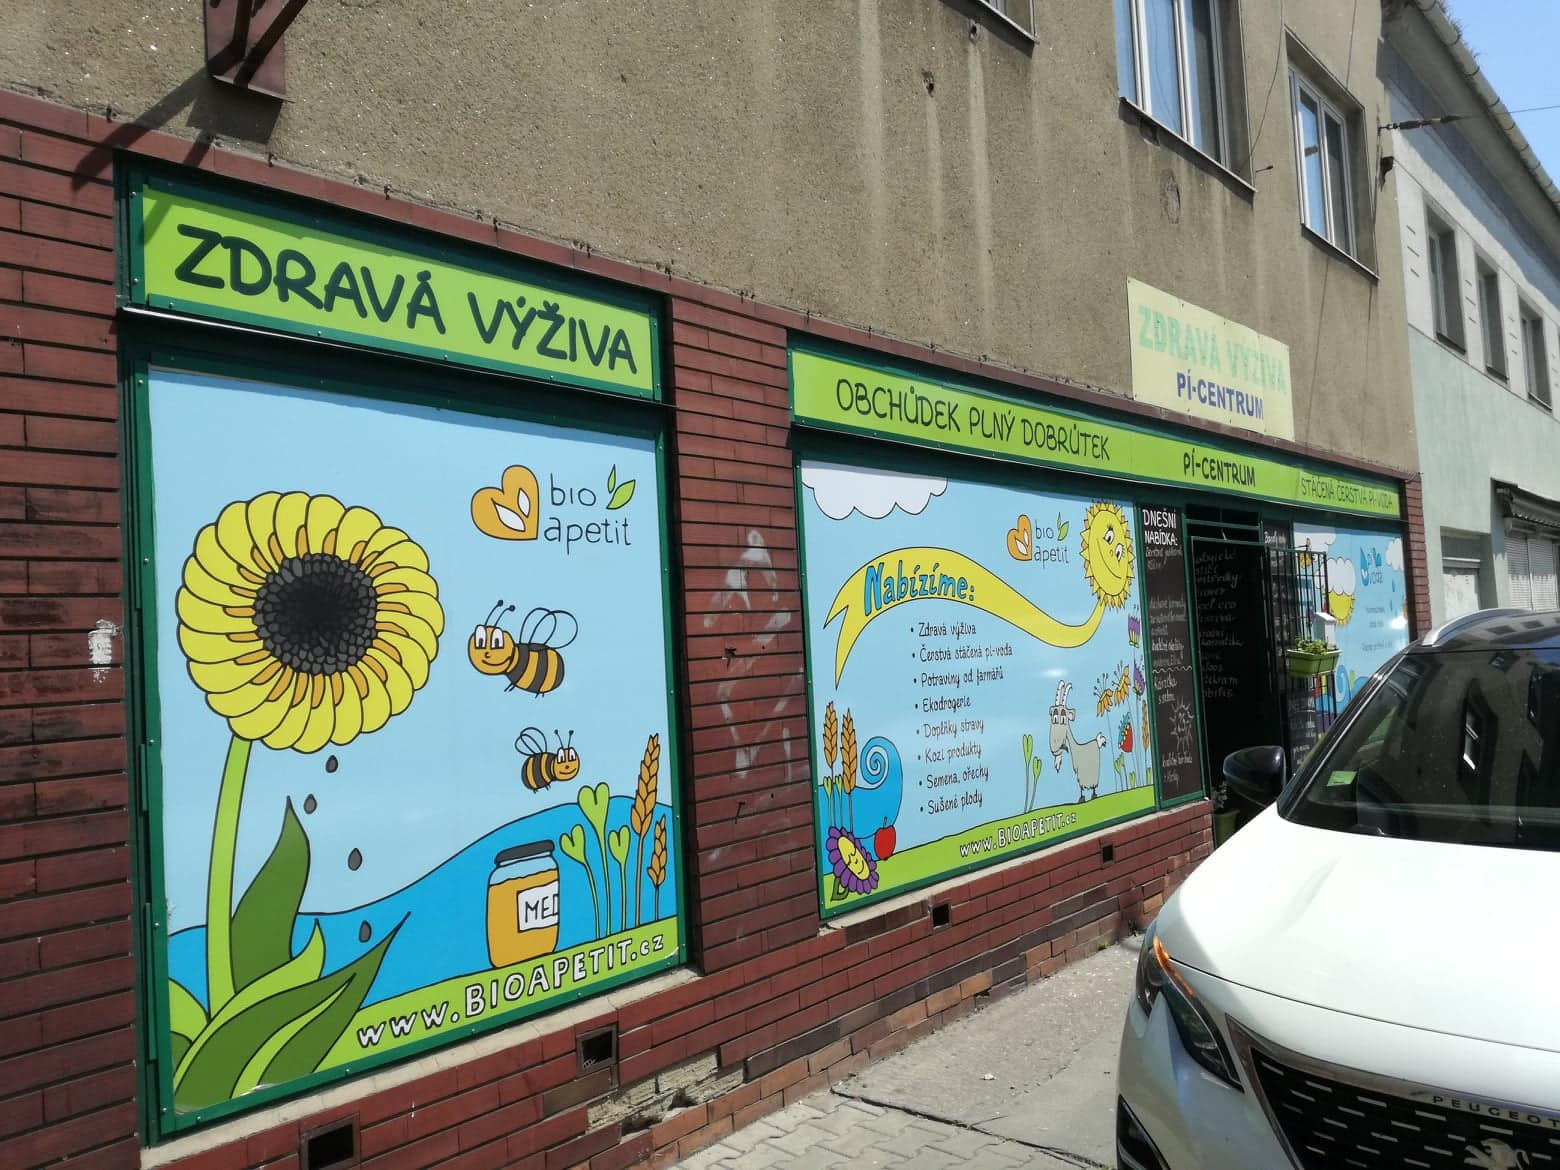 ZDRAVÁ VÝŽIVA
bio
apetit
MED
www.BIOAPETIT.cz
ZDRAVÁ VÝŽIVA
PÍ-CENTRUM
OBCHŮDEK PLNÝ DOBRŮTEK
PÍ-CENTRUM
STÁČENÁ ČERSTVÁ PÍ-VODA
bio
apetit
Nabízíme:
• Zdravá výživa
• Čerstvá stáčená pí-voda
• Potraviny od farmářů
• Ekodrogerie
• Doplňky stravy
• Kozí produkty
• Semena, ořechy
• Sušené plody
www.BIOAPETIT.cz
DNEŠNÍ
NABÍDKA:
PEUGEOT